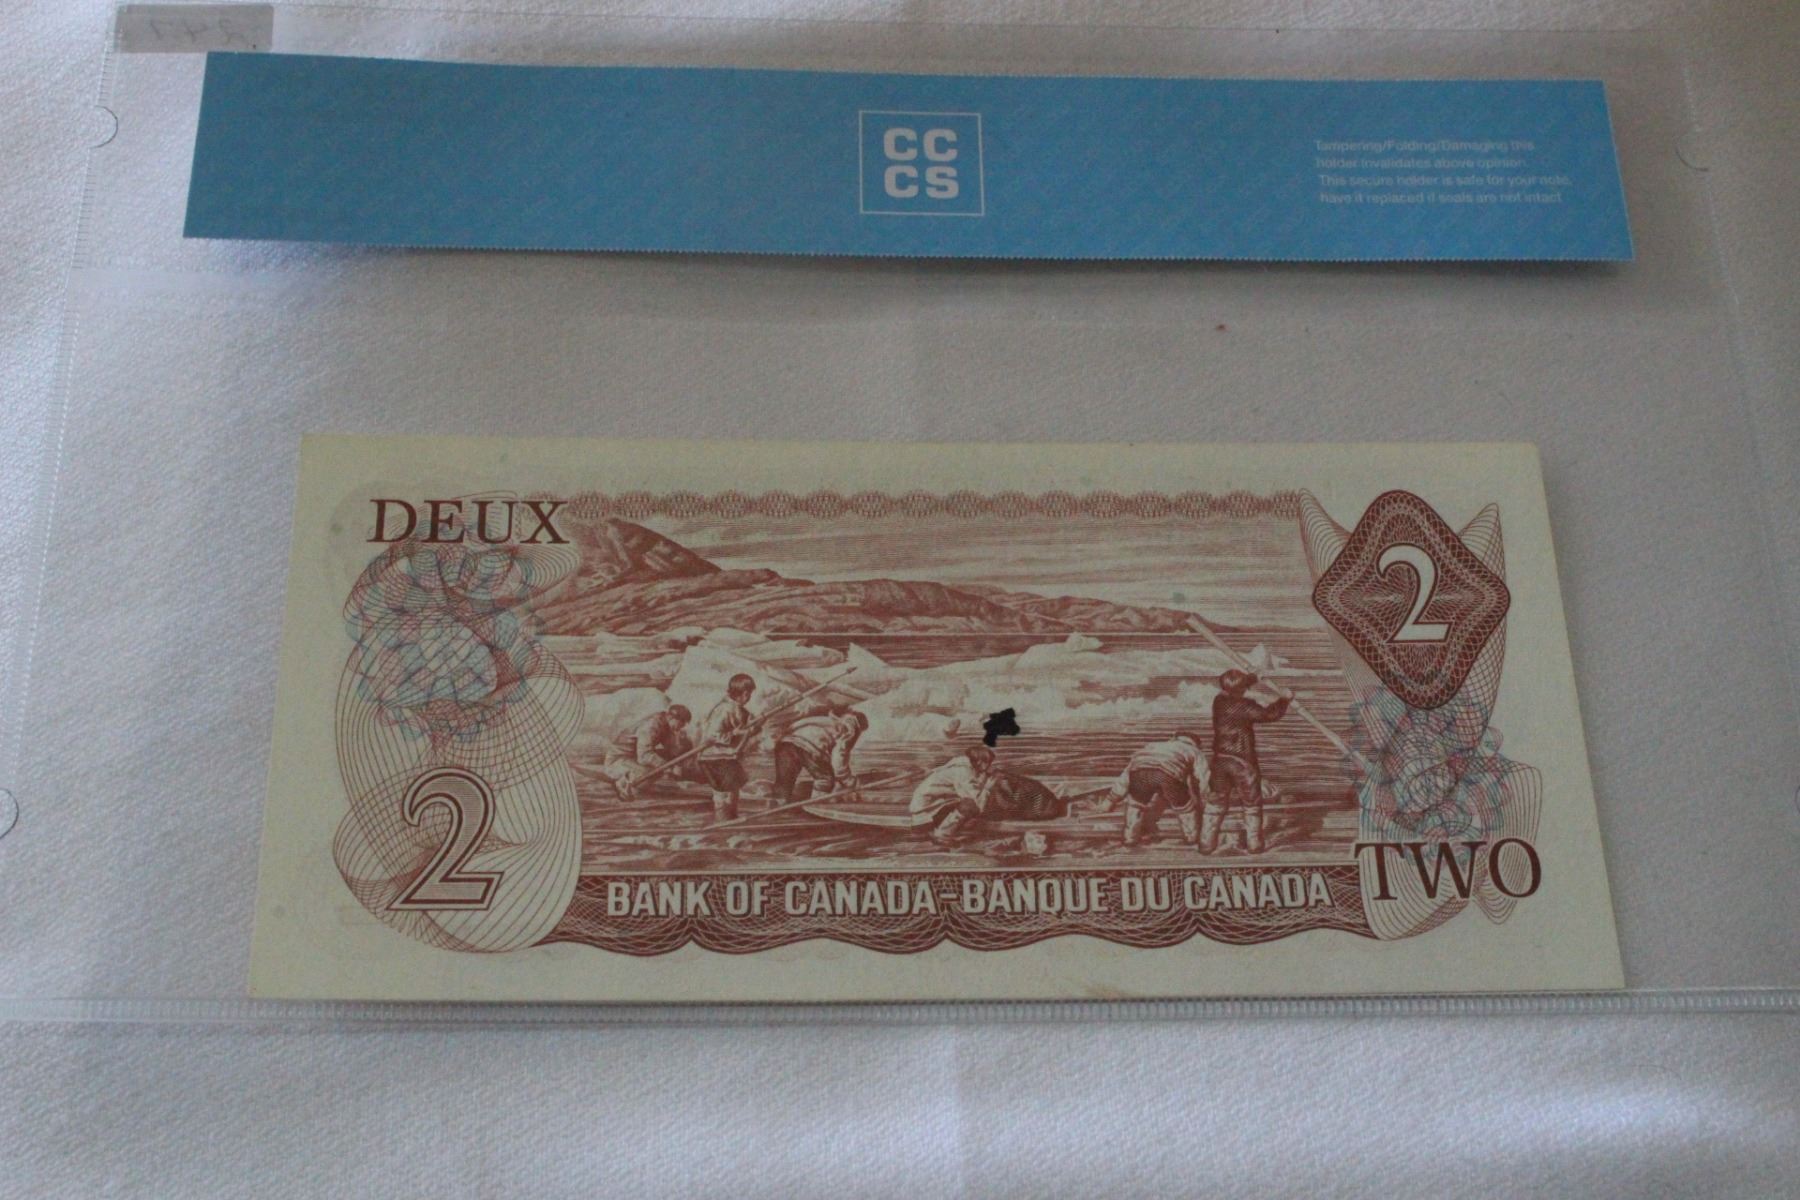 CC
CS
Tampering/Folding/Damaging this
holder invalidates above opinion.
This secure holder is safe for your note,
have it replaced if seals are not intact
DEUX
2
2
BANK OF CANADA-BANQUE DU CANADA
TWO